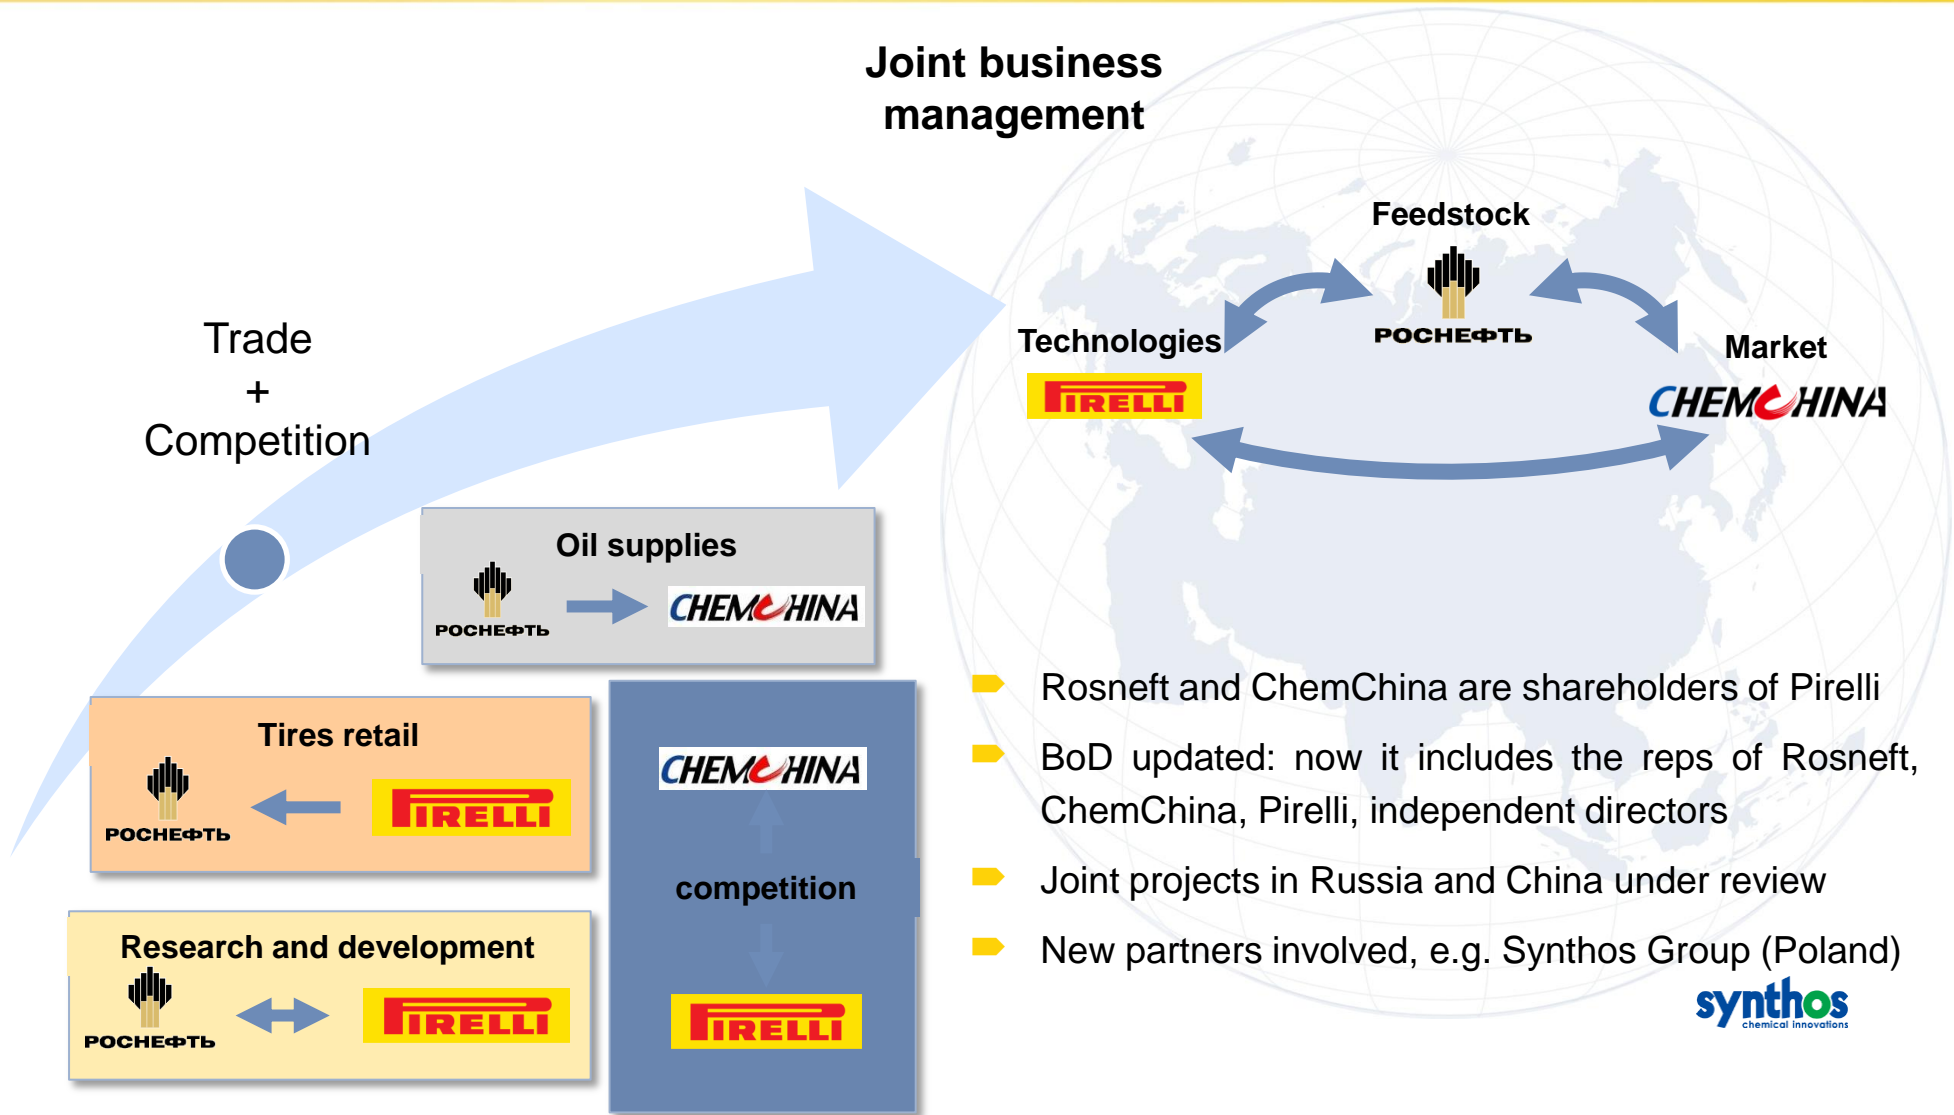 Joint business
management
Trade
+
Competition
Feedstock
РОСНЕФТЬ
Technologies
PIRELLI
Market
CHEMCHINA
Oil supplies
РОСНЕФТЬ
CHEMCHINA
Tires retail
РОСНЕФТЬ
PIRELLI
Research and development
РОСНЕФТЬ
PIRELLI
CHEMCHINA
competition
PIRELLI
Rosneft and ChemChina are shareholders of Pirelli
BoD updated: now it includes the reps of Rosneft,
ChemChina, Pirelli, independent directors
Joint projects in Russia and China under review
New partners involved, e.g. Synthos Group (Poland)
synthos
chemical innovations